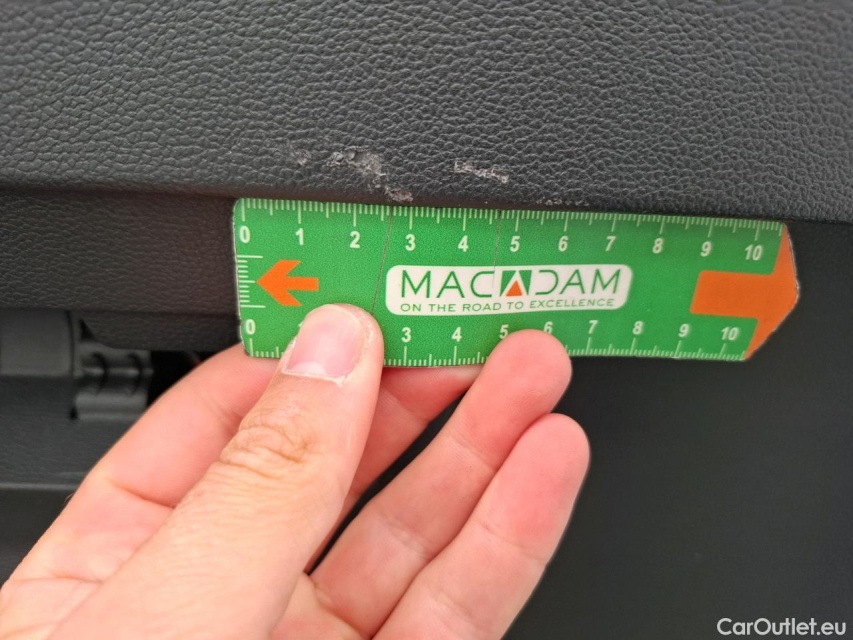 0 1 2 3 4 5 6 7 8 9 10
MACADAM
ON THE ROAD TO EXCELLENCE
0 3 4 5 6 7 8 9 10
CarOutlet.eu